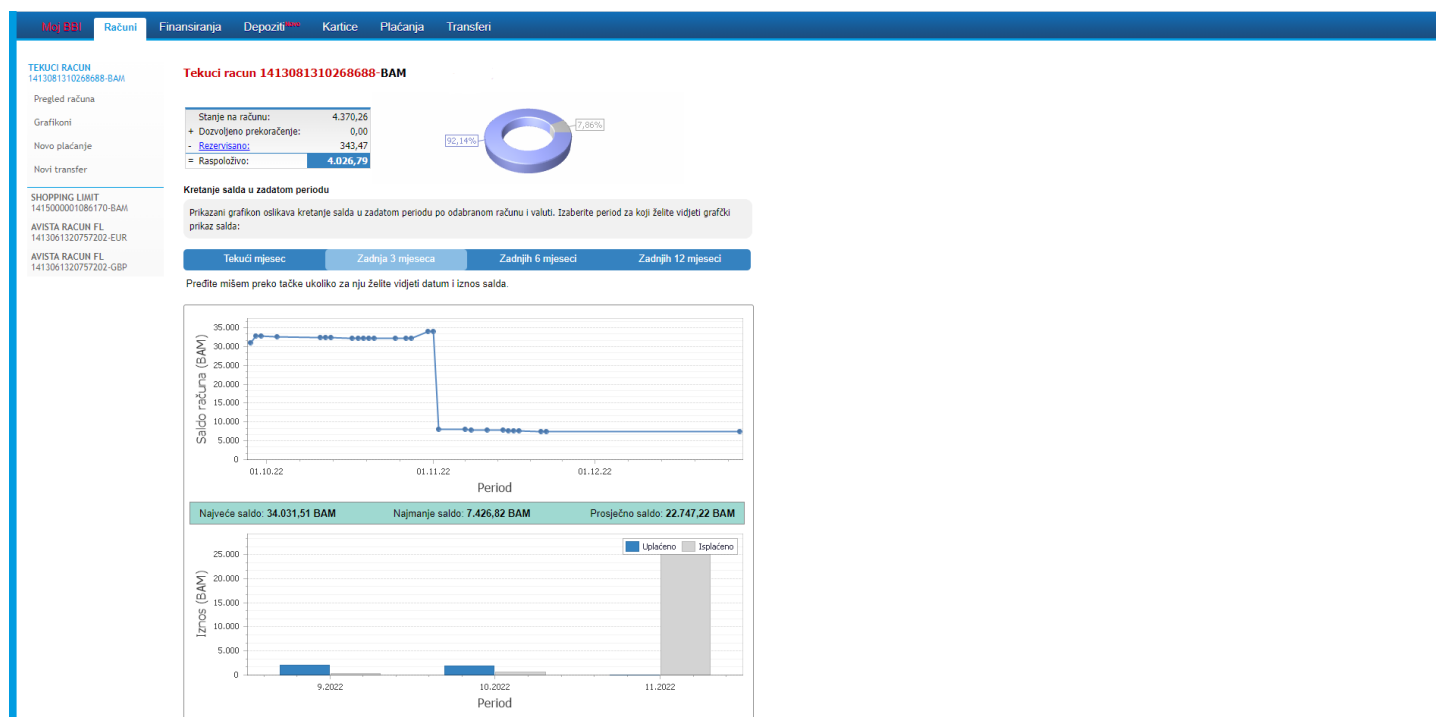 Moj BBI Računi Finansiranja Depoziti Kartice Plaćanja Transferi
TEKUCI RACUN
1413081310268688-BAM
Pregled računa
Grafikoni
Novo plaćanje
Novi transfer
SHOPPING LIMIT
1415000001086170-BAM
AVISTA RACUN FL
1413061320757202-EUR
AVISTA RACUN FL
1413061320757202-GBP
Tekuci racun 1413081310268688-BAM
Stanje na računu: 4.370,26
+ Dozvoljeno prekoračenje: 0,00
- Rezervisano: 343,47
= Raspoloživo: 4.026,79
92,14%
7,86%
Kretanje salda u zadatom periodu
Prikazani grafikon oslikava kretanje salda u zadatom periodu po odabranom računu i valuti. Izaberite period za koji želite vidjeti grafčki
prikaz salda:
Tekući mjesec Zadnja 3 mjeseca Zadnjih 6 mjeseci Zadnjih 12 mjeseci
Pređite mišem preko tačke ukoliko za nju želite vidjeti datum i iznos salda.
Saldo računa (BAM)
35.000
30.000
25.000
20.000
15.000
10.000
5.000
0
01.10.22 01.11.22 01.12.22
Period
Najveće saldo: 34.031,51 BAM Najmanje saldo: 7.426,82 BAM Prosječno saldo: 22.747,22 BAM
Uplaćeno Isplaćeno
Iznos (BAM)
25.000
20.000
15.000
10.000
5.000
0
9.2022 10.2022 11.2022
Period